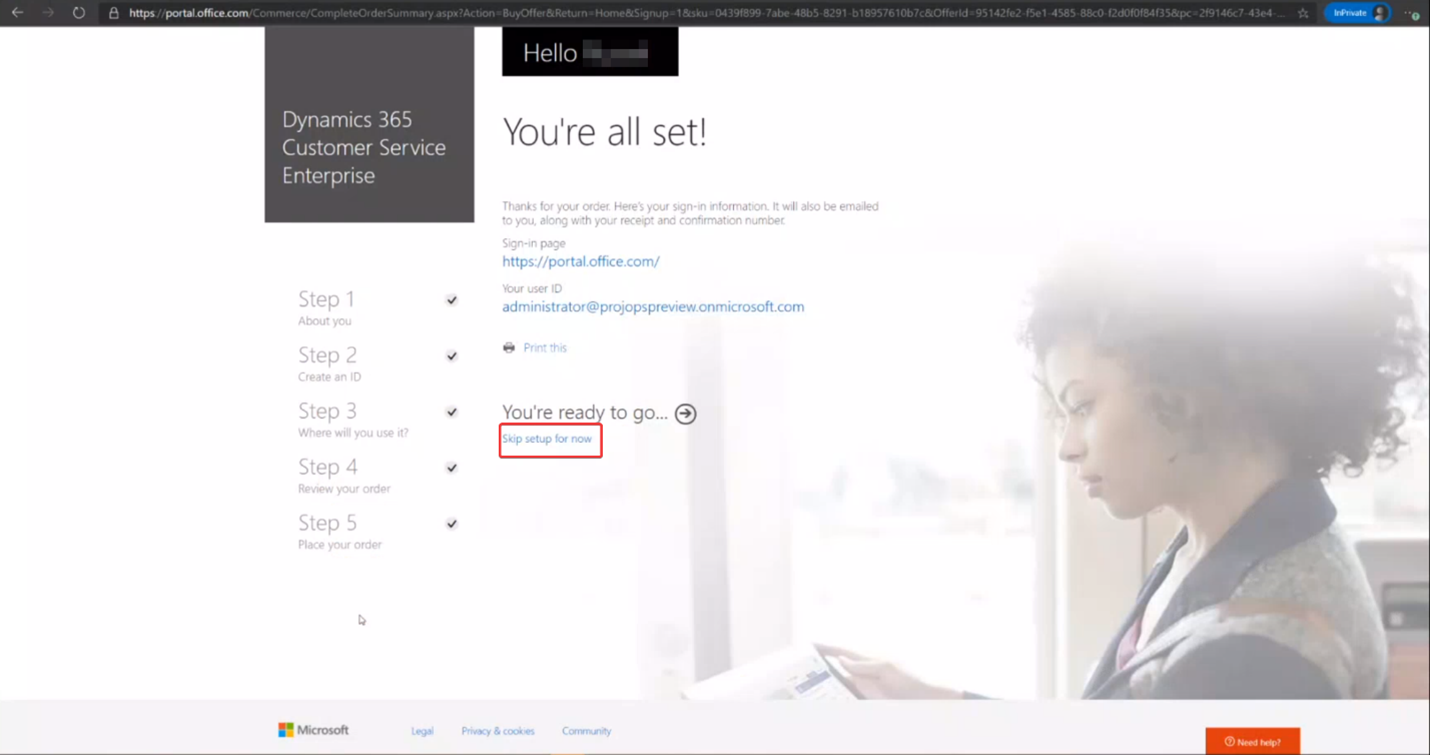 https://portal.office.com/Commerce/CompleteOrderSummary.aspx?Action=BuyOffer&Return=Home&Signup=1&sku=0439f899-7abe-48b5-8291-b18957610b7c&OfferId=95142fe2-f5e1-4585-88c0-f2d0f0f84f35&pc=2f9146c7-43e4-...
InPrivate
Hello
Dynamics 365
Customer Service
Enterprise
You're all set!
Thanks for your order. Here's your sign-in information. It will also be emailed
to you, along with your receipt and confirmation number.
Sign-in page
https://portal.office.com/
Your user ID
administrator@projopspreview.onmicrosoft.com
Print this
You're ready to go...
Skip setup for now
Step 1
About you
Step 2
Create an ID
Step 3
Where will you use it?
Step 4
Review your order
Step 5
Place your order
Microsoft
Legal
Privacy & cookies
Community
Need help?